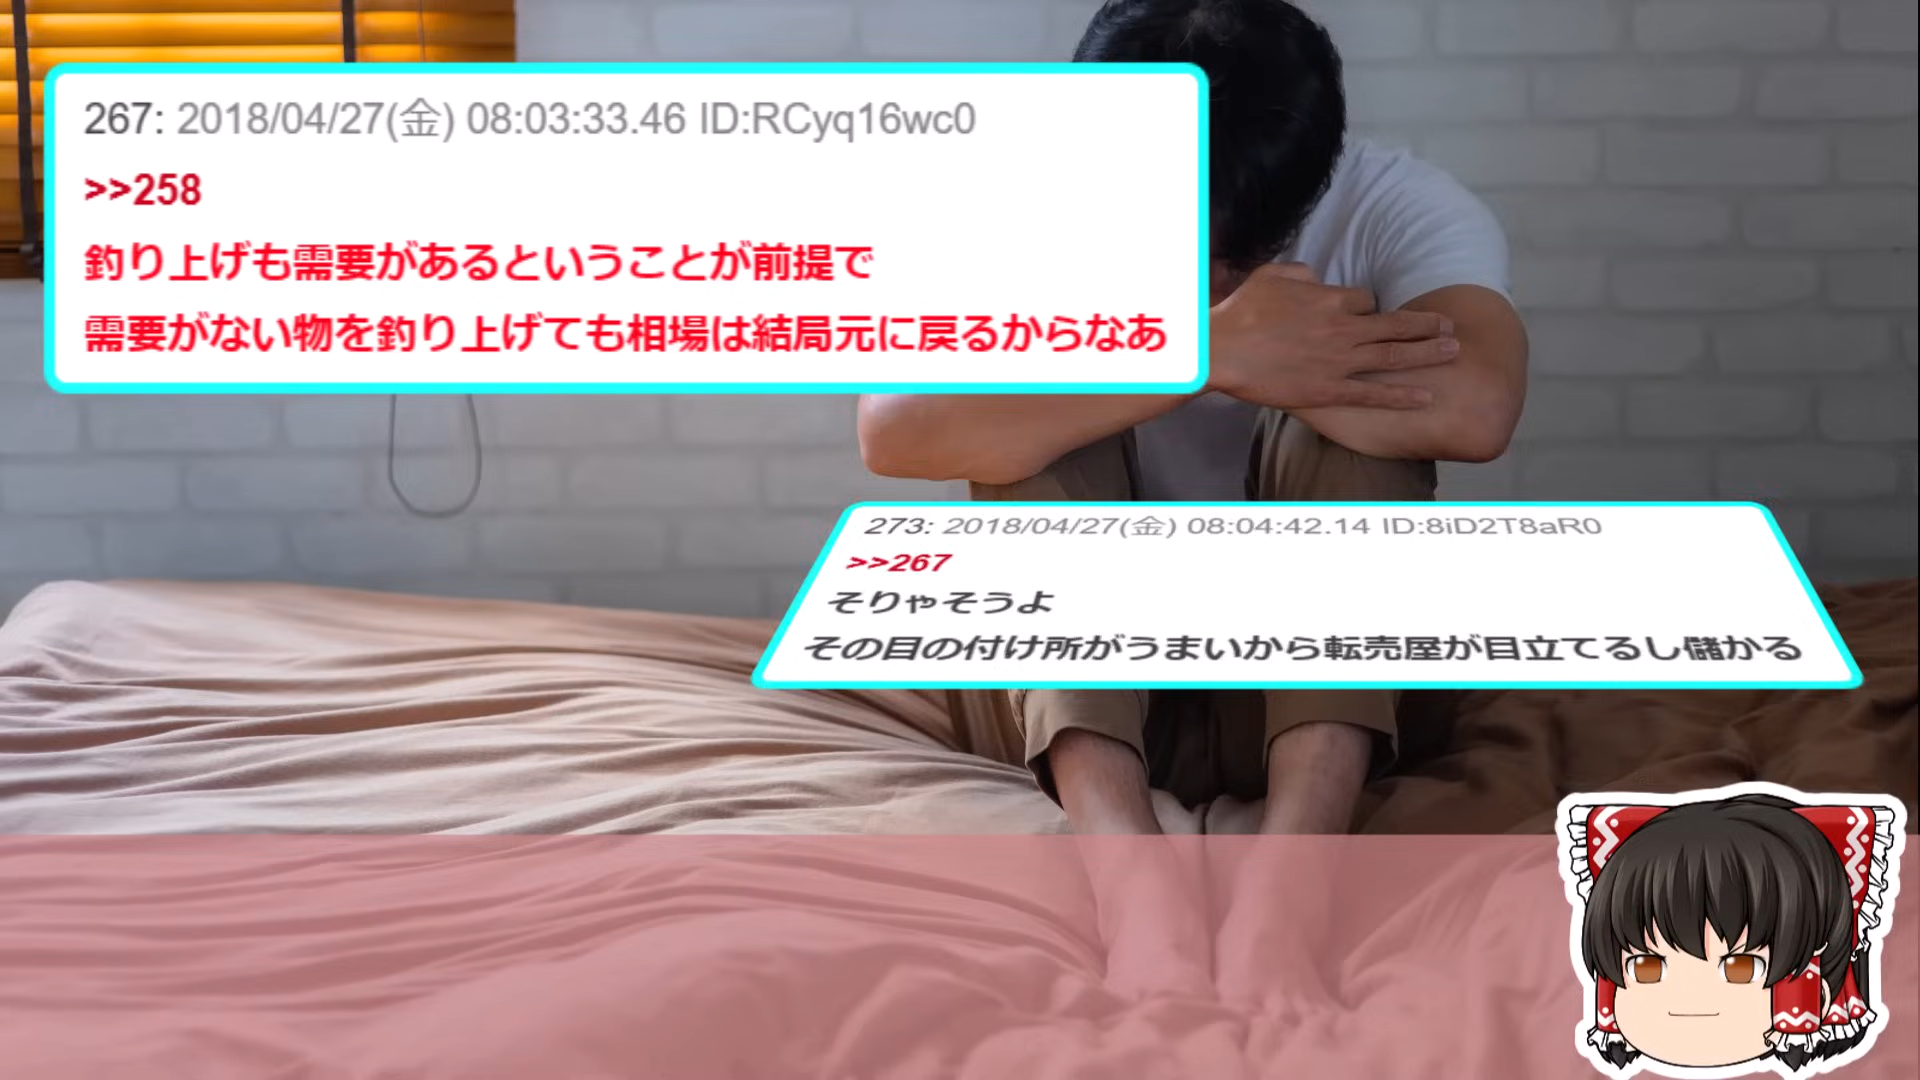 267: 2018/04/27(金) 08:03:33.46 ID:RCyq16wc0
>>258
釣り上げも需要があるということが前提で
需要がない物を釣り上げても相場は結局元に戻るからなあ
273: 2018/04/27(金) 08:04:42.14 ID:8iD2T8aR0
>>267
そりゃそうよ
その目の付け所がうまいから転売屋が目立てるし儲かる